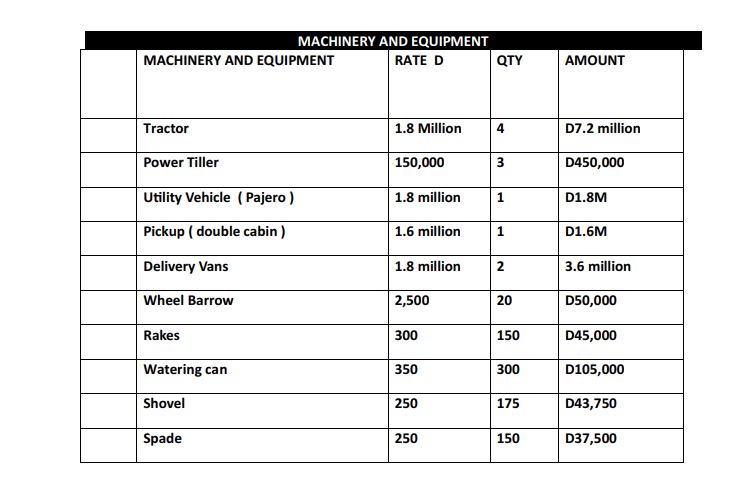 MACHINERY AND EQUIPMENT
MACHINERY AND EQUIPMENT RATE D QTY AMOUNT
Tractor 1.8 Million 4 D7.2 million
Power Tiller 150,000 3 D450,000
Utility Vehicle ( Pajero ) 1.8 million 1 D1.8M
Pickup ( double cabin ) 1.6 million 1 D1.6M
Delivery Vans 1.8 million 2 3.6 million
Wheel Barrow 2,500 20 D50,000
Rakes 300 150 D45,000
Watering can 350 300 D105,000
Shovel 250 175 D43,750
Spade 250 150 D37,500